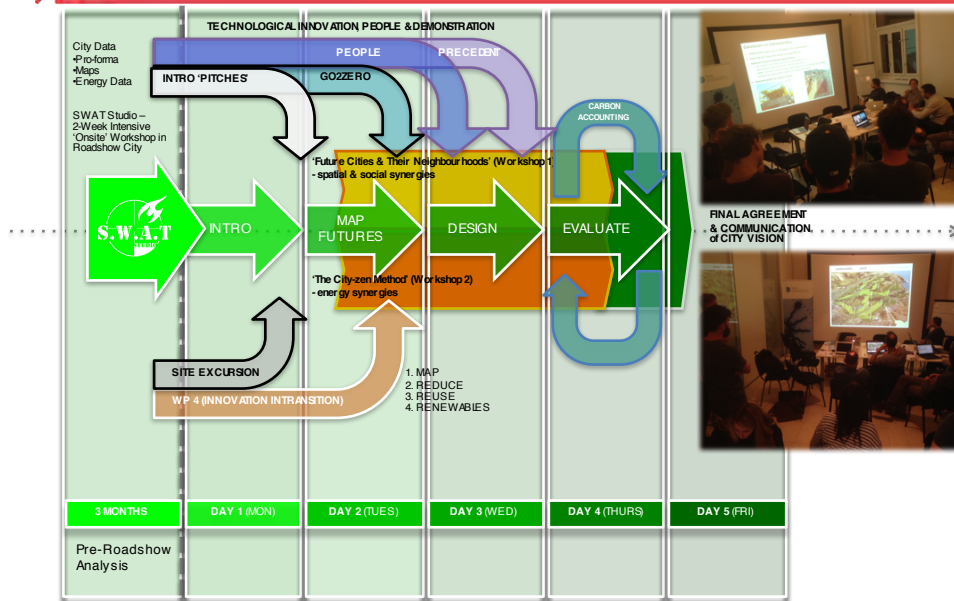 TECHNOLOGICAL INNOVATION, PEOPLE & DEMONSTRATION
City Data
•Pro-forma
•Maps
•Energy Data
PEOPLE
PRECEDENT
INTRO 'PITCHES'
GO2ZERO
CARBON
ACCOUNTING
SWAT Studio –
2-Week Intensive
'Onsite' Workshop in
Roadshow City
'Future Cities & Their Neighbourhoods' (Workshop 1)
- spatial & social synergies
S.W.A.T
INTRO
MAP
FUTURES
DESIGN
EVALUATE
FINAL AGREEMENT
& COMMUNICATION
of CITY VISION
'The City-zen Method' (Workshop 2)
- energy synergies
SITE EXCURSION
WP 4 (INNOVATION IN TRANSITION)
1. MAP
2. REDUCE
3. REUSE
4. RENEWABLES
3 MONTHS
DAY 1 (MON)
DAY 2 (TUES)
DAY 3 (WED)
DAY 4 (THURS)
DAY 5 (FRI)
Pre-Roadshow
Analysis